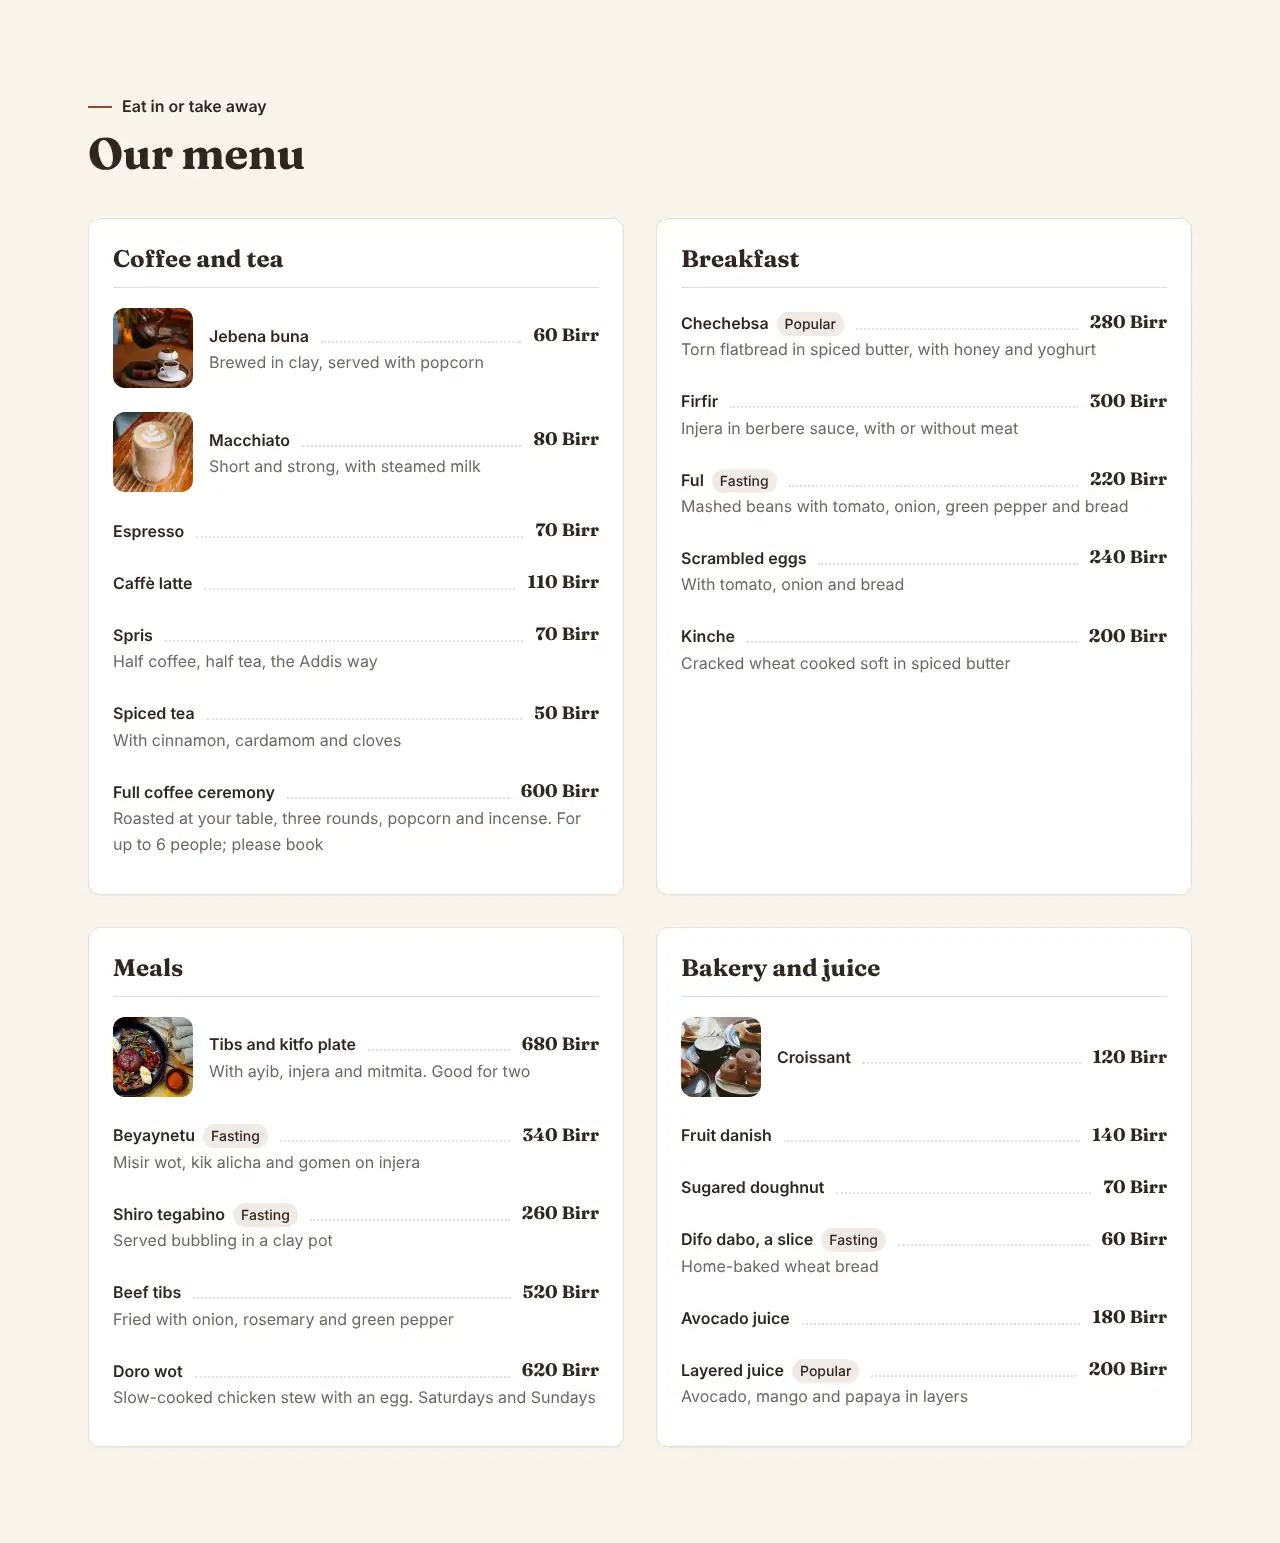 Eat in or take away
Our menu
Coffee and tea
Jebena buna 60 Birr
Brewed in clay, served with popcorn
Macchiato 80 Birr
Short and strong, with steamed milk
Espresso 70 Birr
Caffè latte 110 Birr
Spris 70 Birr
Half coffee, half tea, the Addis way
Spiced tea 50 Birr
With cinnamon, cardamom and cloves
Full coffee ceremony 600 Birr
Roasted at your table, three rounds, popcorn and incense. For
up to 6 people; please book
Breakfast
Chechebsa Popular 280 Birr
Torn flatbread in spiced butter, with honey and yoghurt
Firfir 300 Birr
Injera in berbere sauce, with or without meat
Ful Fasting 220 Birr
Mashed beans with tomato, onion, green pepper and bread
Scrambled eggs 240 Birr
With tomato, onion and bread
Kinche 200 Birr
Cracked wheat cooked soft in spiced butter
Meals
Tibs and kitfo plate 680 Birr
With ayib, injera and mitmita. Good for two
Beyaynetu Fasting 340 Birr
Misir wot, kik alicha and gomen on injera
Shiro tegabino Fasting 260 Birr
Served bubbling in a clay pot
Beef tibs 520 Birr
Fried with onion, rosemary and green pepper
Doro wot 620 Birr
Slow-cooked chicken stew with an egg. Saturdays and Sundays
Bakery and juice
Croissant 120 Birr
Fruit danish 140 Birr
Sugared doughnut 70 Birr
Difo dabo, a slice Fasting 60 Birr
Home-baked wheat bread
Avocado juice 180 Birr
Layered juice Popular 200 Birr
Avocado, mango and papaya in layers